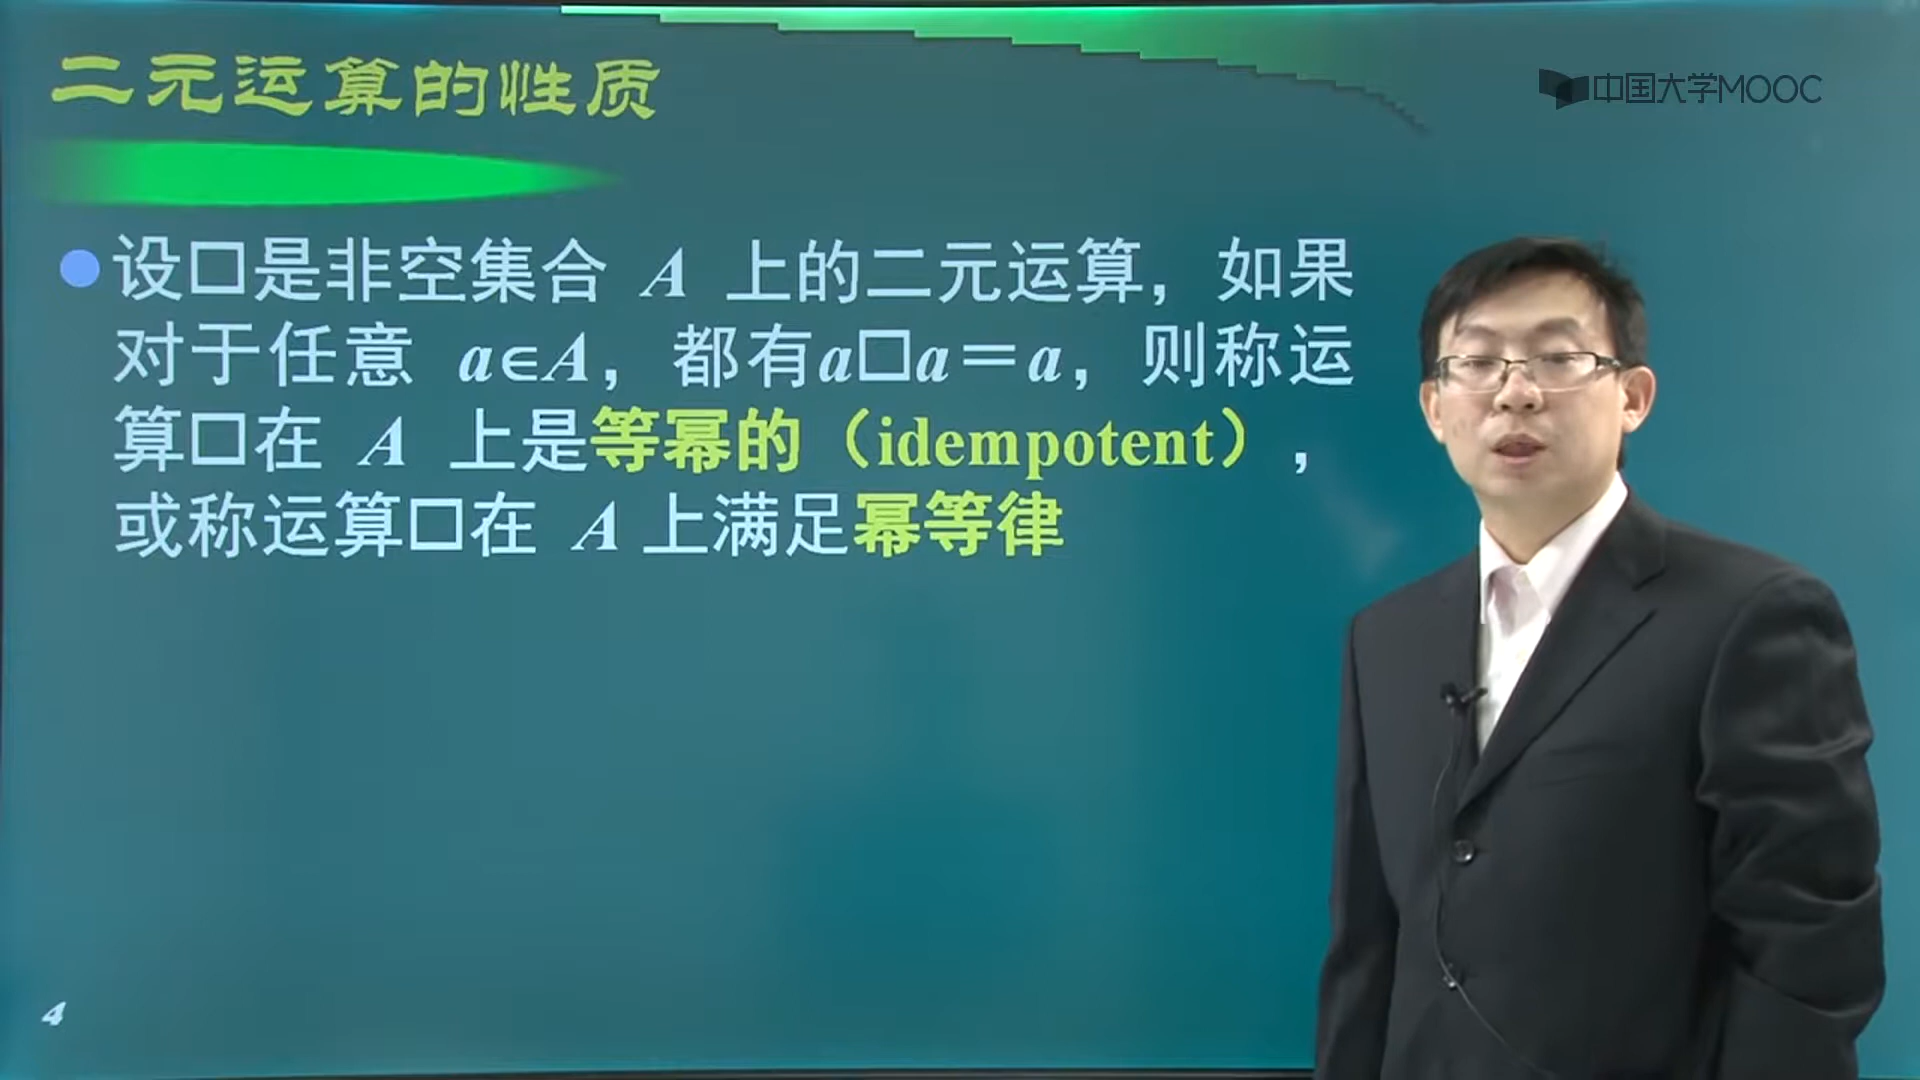 二元运算的性质
中国大学MOOC
设□是非空集合 A 上的二元运算，如果
对于任意 a∈A，都有a□a＝a，则称运
算□在 A 上是等幂的（idempotent），
或称运算□在 A 上满足幂等律
4